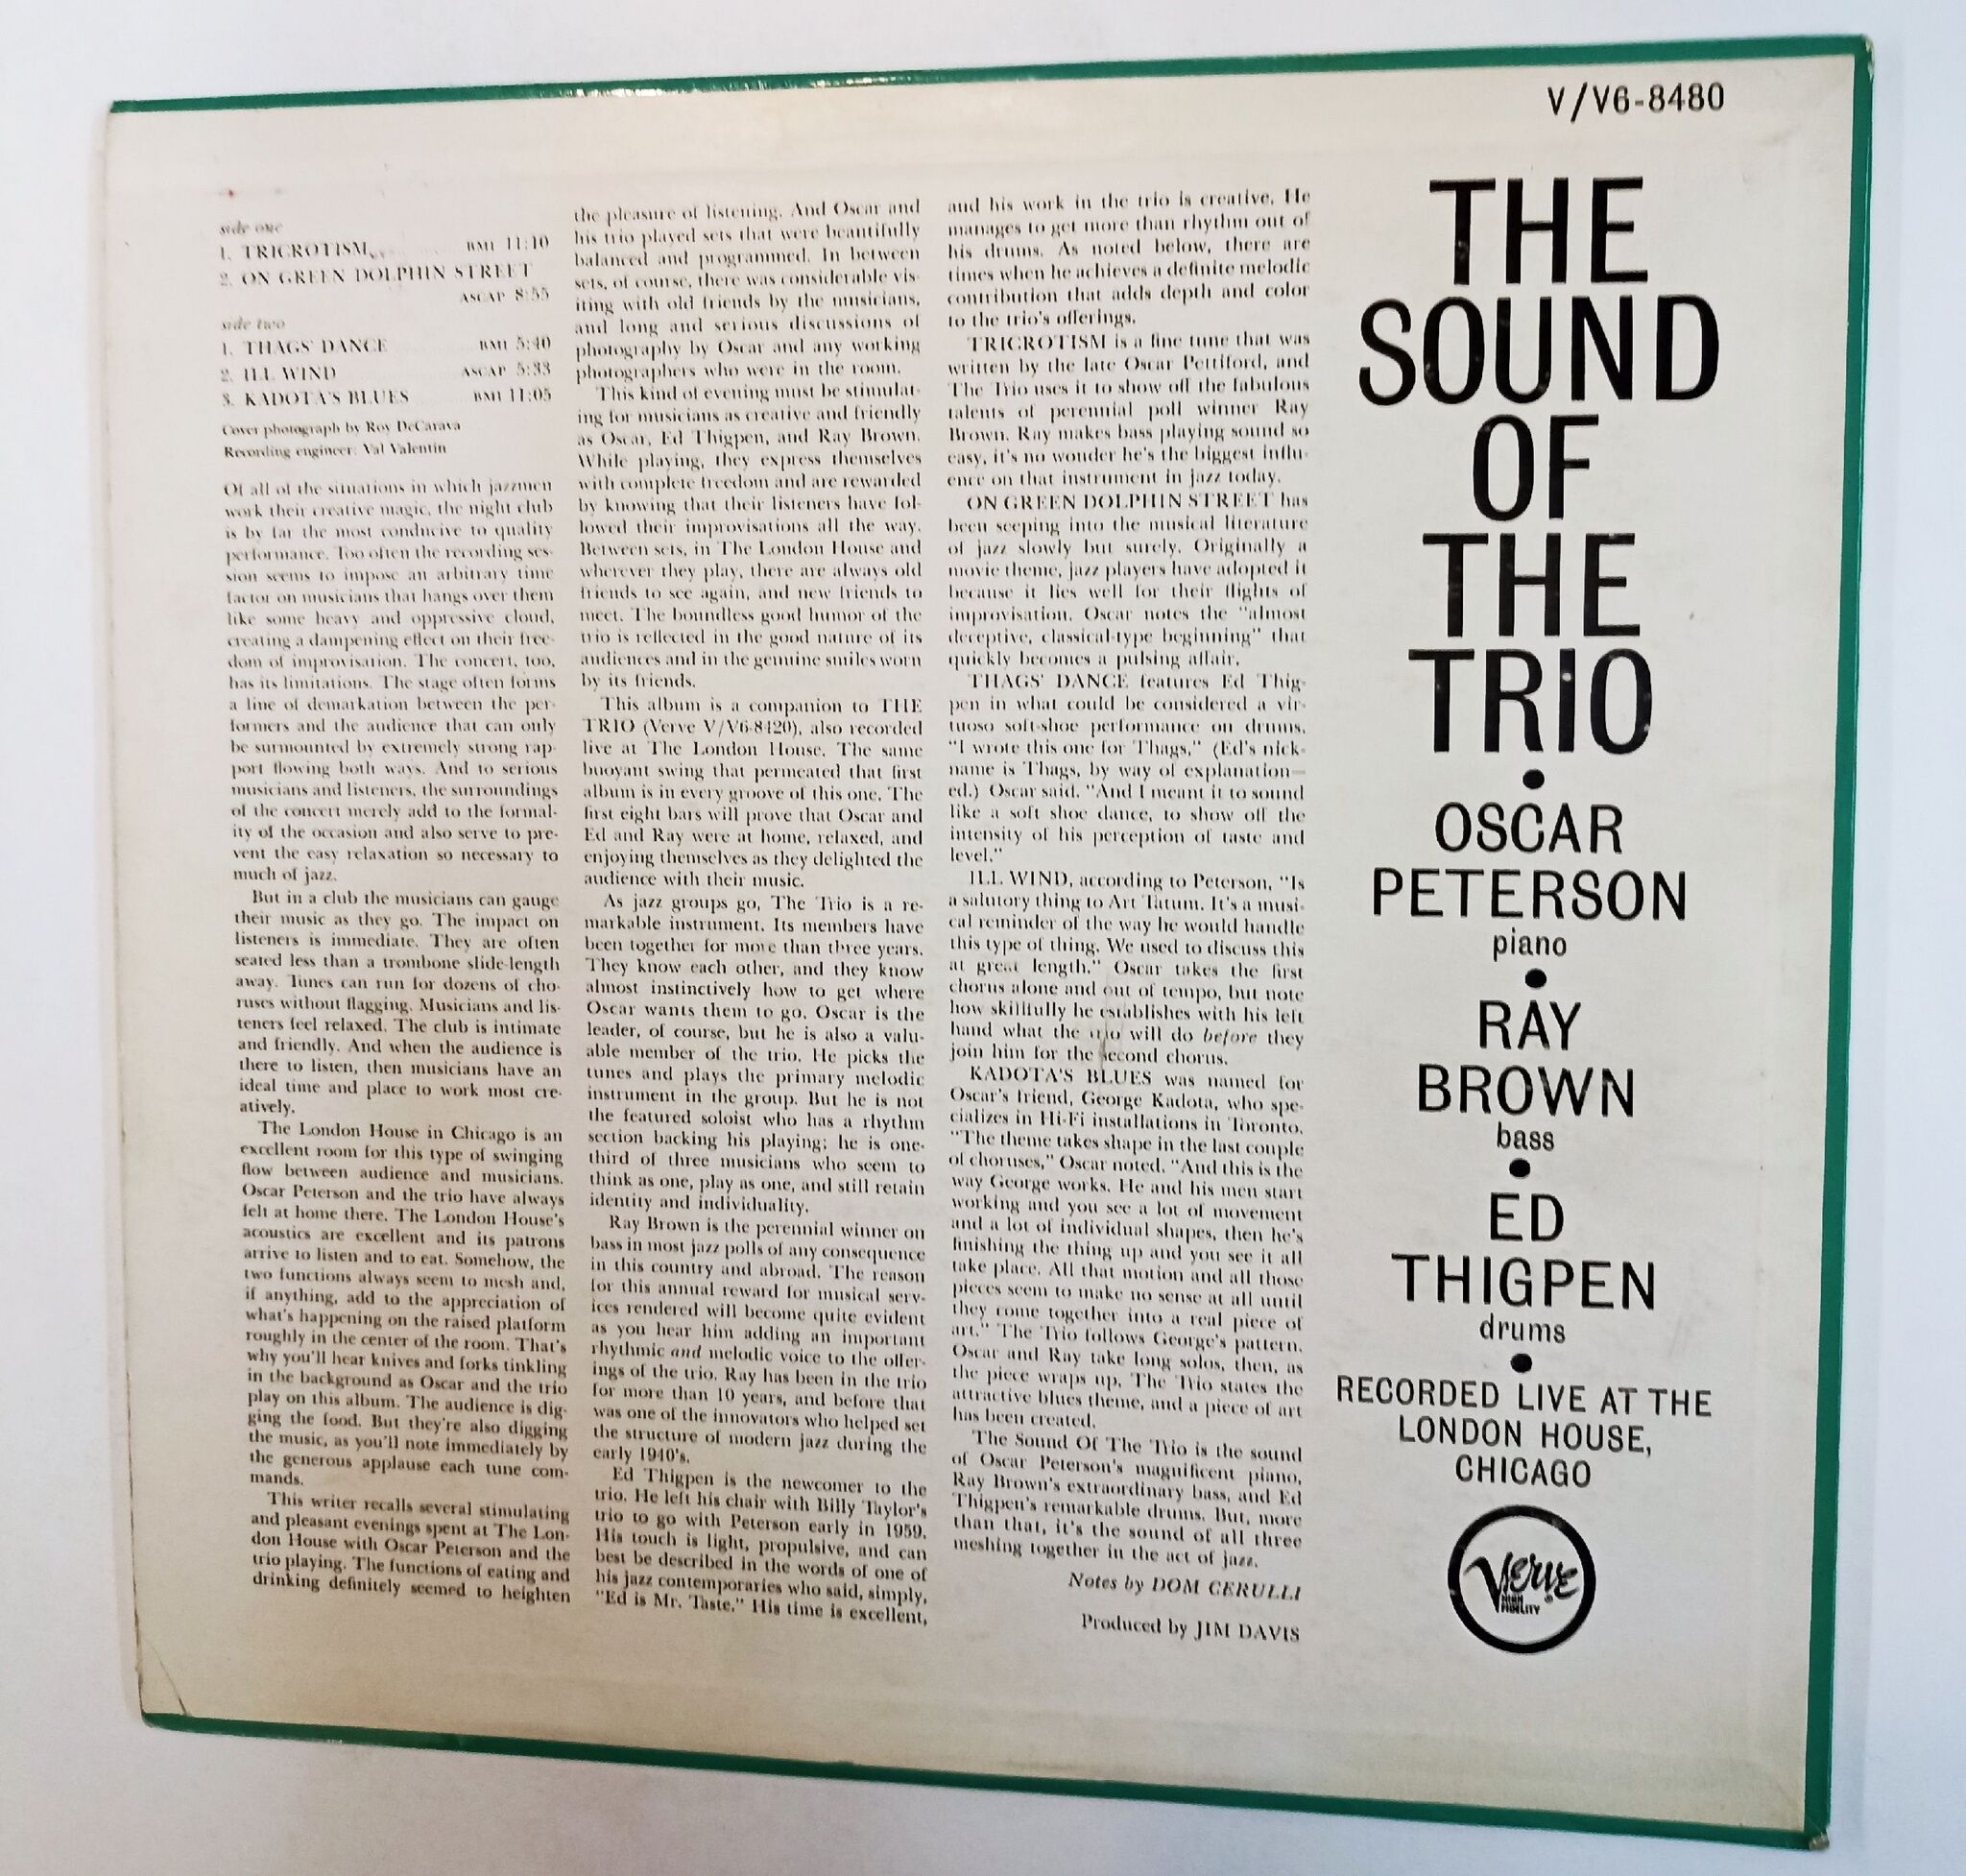 V/V6-8480
side one
1. TRICROTISM BMI 11:10
2. ON GREEN DOLPHIN STREET
ASCAP 8:55
side two
1. THAGS' DANCE BMI 5:40
2. ILL WIND ASCAP 5:33
3. KADOTA'S BLUES BMI 11:05
Cover photograph by Roy DeCarava
Recording engineer: Val Valentin
Of all of the situations in which jazzmen
work their creative magic, the night club
is by far the most conducive to quality
performance. Too often the recording ses-
sion seems to impose an arbitrary time
factor on musicians that hangs over them
like some heavy and oppressive cloud,
creating a dampening effect on their free-
dom of improvisation. The concert, too,
has its limitations. The stage often forms
a line of demarkation between the per-
formers and the audience that can only
be surmounted by extremely strong rap-
port flowing both ways. And to serious
musicians and listeners, the surroundings
of the concert merely add to the formal-
ity of the occasion and also serve to pre-
vent the easy relaxation so necessary to
much of jazz.
But in a club the musicians can gauge
their music as they go. The impact on
listeners is immediate. They are often
seated less than a trombone slide-length
away. Tunes can run for dozens of cho-
ruses without flagging. Musicians and lis-
teners feel relaxed. The club is intimate
and friendly. And when the audience is
there to listen, then musicians have an
ideal time and place to work most cre-
atively.
The London House in Chicago is an
excellent room for this type of swinging
flow between audience and musicians.
Oscar Peterson and the trio have always
felt at home there. The London House's
acoustics are excellent and its patrons
arrive to listen and to eat. Somehow, the
two functions always seem to mesh and,
if anything, add to the appreciation of
what's happening on the raised platform
roughly in the center of the room. That's
why you'll hear knives and forks tinkling
in the background as Oscar and the trio
play on this album. The audience is dig-
ging the food. But they're also digging
the music, as you'll note immediately by
the generous applause each tune com-
mands.
This writer recalls several stimulating
and pleasant evenings spent at The Lon-
don House with Oscar Peterson and the
trio playing. The functions of eating and
drinking definitely seemed to heighten
the pleasure of listening. And Oscar and
his trio played sets that were beautifully
balanced and programmed. In between
sets, of course, there was considerable vis-
iting with old friends by the musicians,
and long and serious discussions of
photography by Oscar and any working
photographers who were in the room.
This kind of evening must be stimulat-
ing for musicians as creative and friendly
as Oscar, Ed Thigpen, and Ray Brown.
While playing, they express themselves
with complete freedom and are rewarded
by knowing that their listeners have fol-
lowed their improvisations all the way.
Between sets, in The London House and
wherever they play, there are always old
friends to see again, and new friends to
meet. The boundless good humor of the
trio is reflected in the good nature of its
audiences and in the genuine smiles worn
by its friends.
This album is a companion to THE
TRIO (Verve V/V6-8420), also recorded
live at The London House. The same
buoyant swing that permeated that first
album is in every groove of this one. The
first eight bars will prove that Oscar and
Ed and Ray were at home, relaxed, and
enjoying themselves as they delighted the
audience with their music.
As jazz groups go, The Trio is a re-
markable instrument. Its members have
been together for more than three years.
They know each other, and they know
almost instinctively how to get where
Oscar wants them to go. Oscar is the
leader, of course, but he is also a valu-
able member of the trio. He picks the
tunes and plays the primary melodic
instrument in the group. But he is not
the featured soloist who has a rhythm
section backing his playing; he is one-
third of three musicians who seem to
think as one, play as one, and still retain
identity and individuality.
Ray Brown is the perennial winner on
bass in most jazz polls of any consequence
in this country and abroad. The reason
for this annual reward for musical serv-
ices rendered will become quite evident
as you hear him adding an important
rhythmic and melodic voice to the offer-
ings of the trio. Ray has been in the trio
for more than 10 years, and before that
was one of the innovators who helped set
the structure of modern jazz during the
early 1940's.
Ed Thigpen is the newcomer to the
trio. He left his chair with Billy Taylor's
trio to go with Peterson early in 1959.
His touch is light, propulsive, and can
best be described in the words of one of
his jazz contemporaries who said, simply,
"Ed is Mr. Taste." His time is excellent,
and his work in the trio is creative. He
manages to get more than rhythm out of
his drums. As noted below, there are
times when he achieves a definite melodic
contribution that adds depth and color
to the trio's offerings.
TRICROTISM is a fine tune that was
written by the late Oscar Pettiford, and
The Trio uses it to show off the fabulous
talents of perennial poll winner Ray
Brown. Ray makes bass playing sound so
easy, it's no wonder he's the biggest influ-
ence on that instrument in jazz today.
ON GREEN DOLPHIN STREET has
been seeping into the musical literature
of jazz slowly but surely. Originally a
movie theme, jazz players have adopted it
because it lies well for their flights of
improvisation. Oscar notes the "almost
deceptive, classical-type beginning" that
quickly becomes a pulsing affair.
THAGS' DANCE features Ed Thig-
pen in what could be considered a vir-
tuoso soft-shoe performance on drums.
"I wrote this one for Thags," (Ed's nick-
name is Thags, by way of explanation—
ed.) Oscar said. "And I meant it to sound
like a soft shoe dance, to show off the
intensity of his perception of taste and
level."
ILL WIND, according to Peterson, "Is
a salutory thing to Art Tatum. It's a musi-
cal reminder of the way he would handle
this type of thing. We used to discuss this
at great length." Oscar takes the first
chorus alone and out of tempo, but note
how skillfully he establishes with his left
hand what the trio will do before they
join him for the second chorus.
KADOTA'S BLUES was named for
Oscar's friend, George Kadota, who spe-
cializes in Hi-Fi installations in Toronto.
"The theme takes shape in the last couple
of choruses," Oscar noted. "And this is the
way George works. He and his men start
working and you see a lot of movement
and a lot of individual shapes, then he's
finishing the thing up and you see it all
take place. All that motion and all those
pieces seem to make no sense at all until
they come together into a real piece of
art." The Trio follows George's pattern.
Oscar and Ray take long solos, then, as
the piece wraps up, The Trio states the
attractive blues theme, and a piece of art
has been created.
The Sound Of The Trio is the sound
of Oscar Peterson's magnificent piano,
Ray Brown's extraordinary bass, and Ed
Thigpen's remarkable drums. But, more
than that, it's the sound of all three
meshing together in the act of jazz.
Notes by DOM CERULLI
Produced by JIM DAVIS
THE
SOUND
OF
THE
TRIO
•
OSCAR
PETERSON
piano
•
RAY
BROWN
bass
•
ED
THIGPEN
drums
•
RECORDED LIVE AT THE
LONDON HOUSE,
CHICAGO
Verve
HIGH
FIDELITY
®